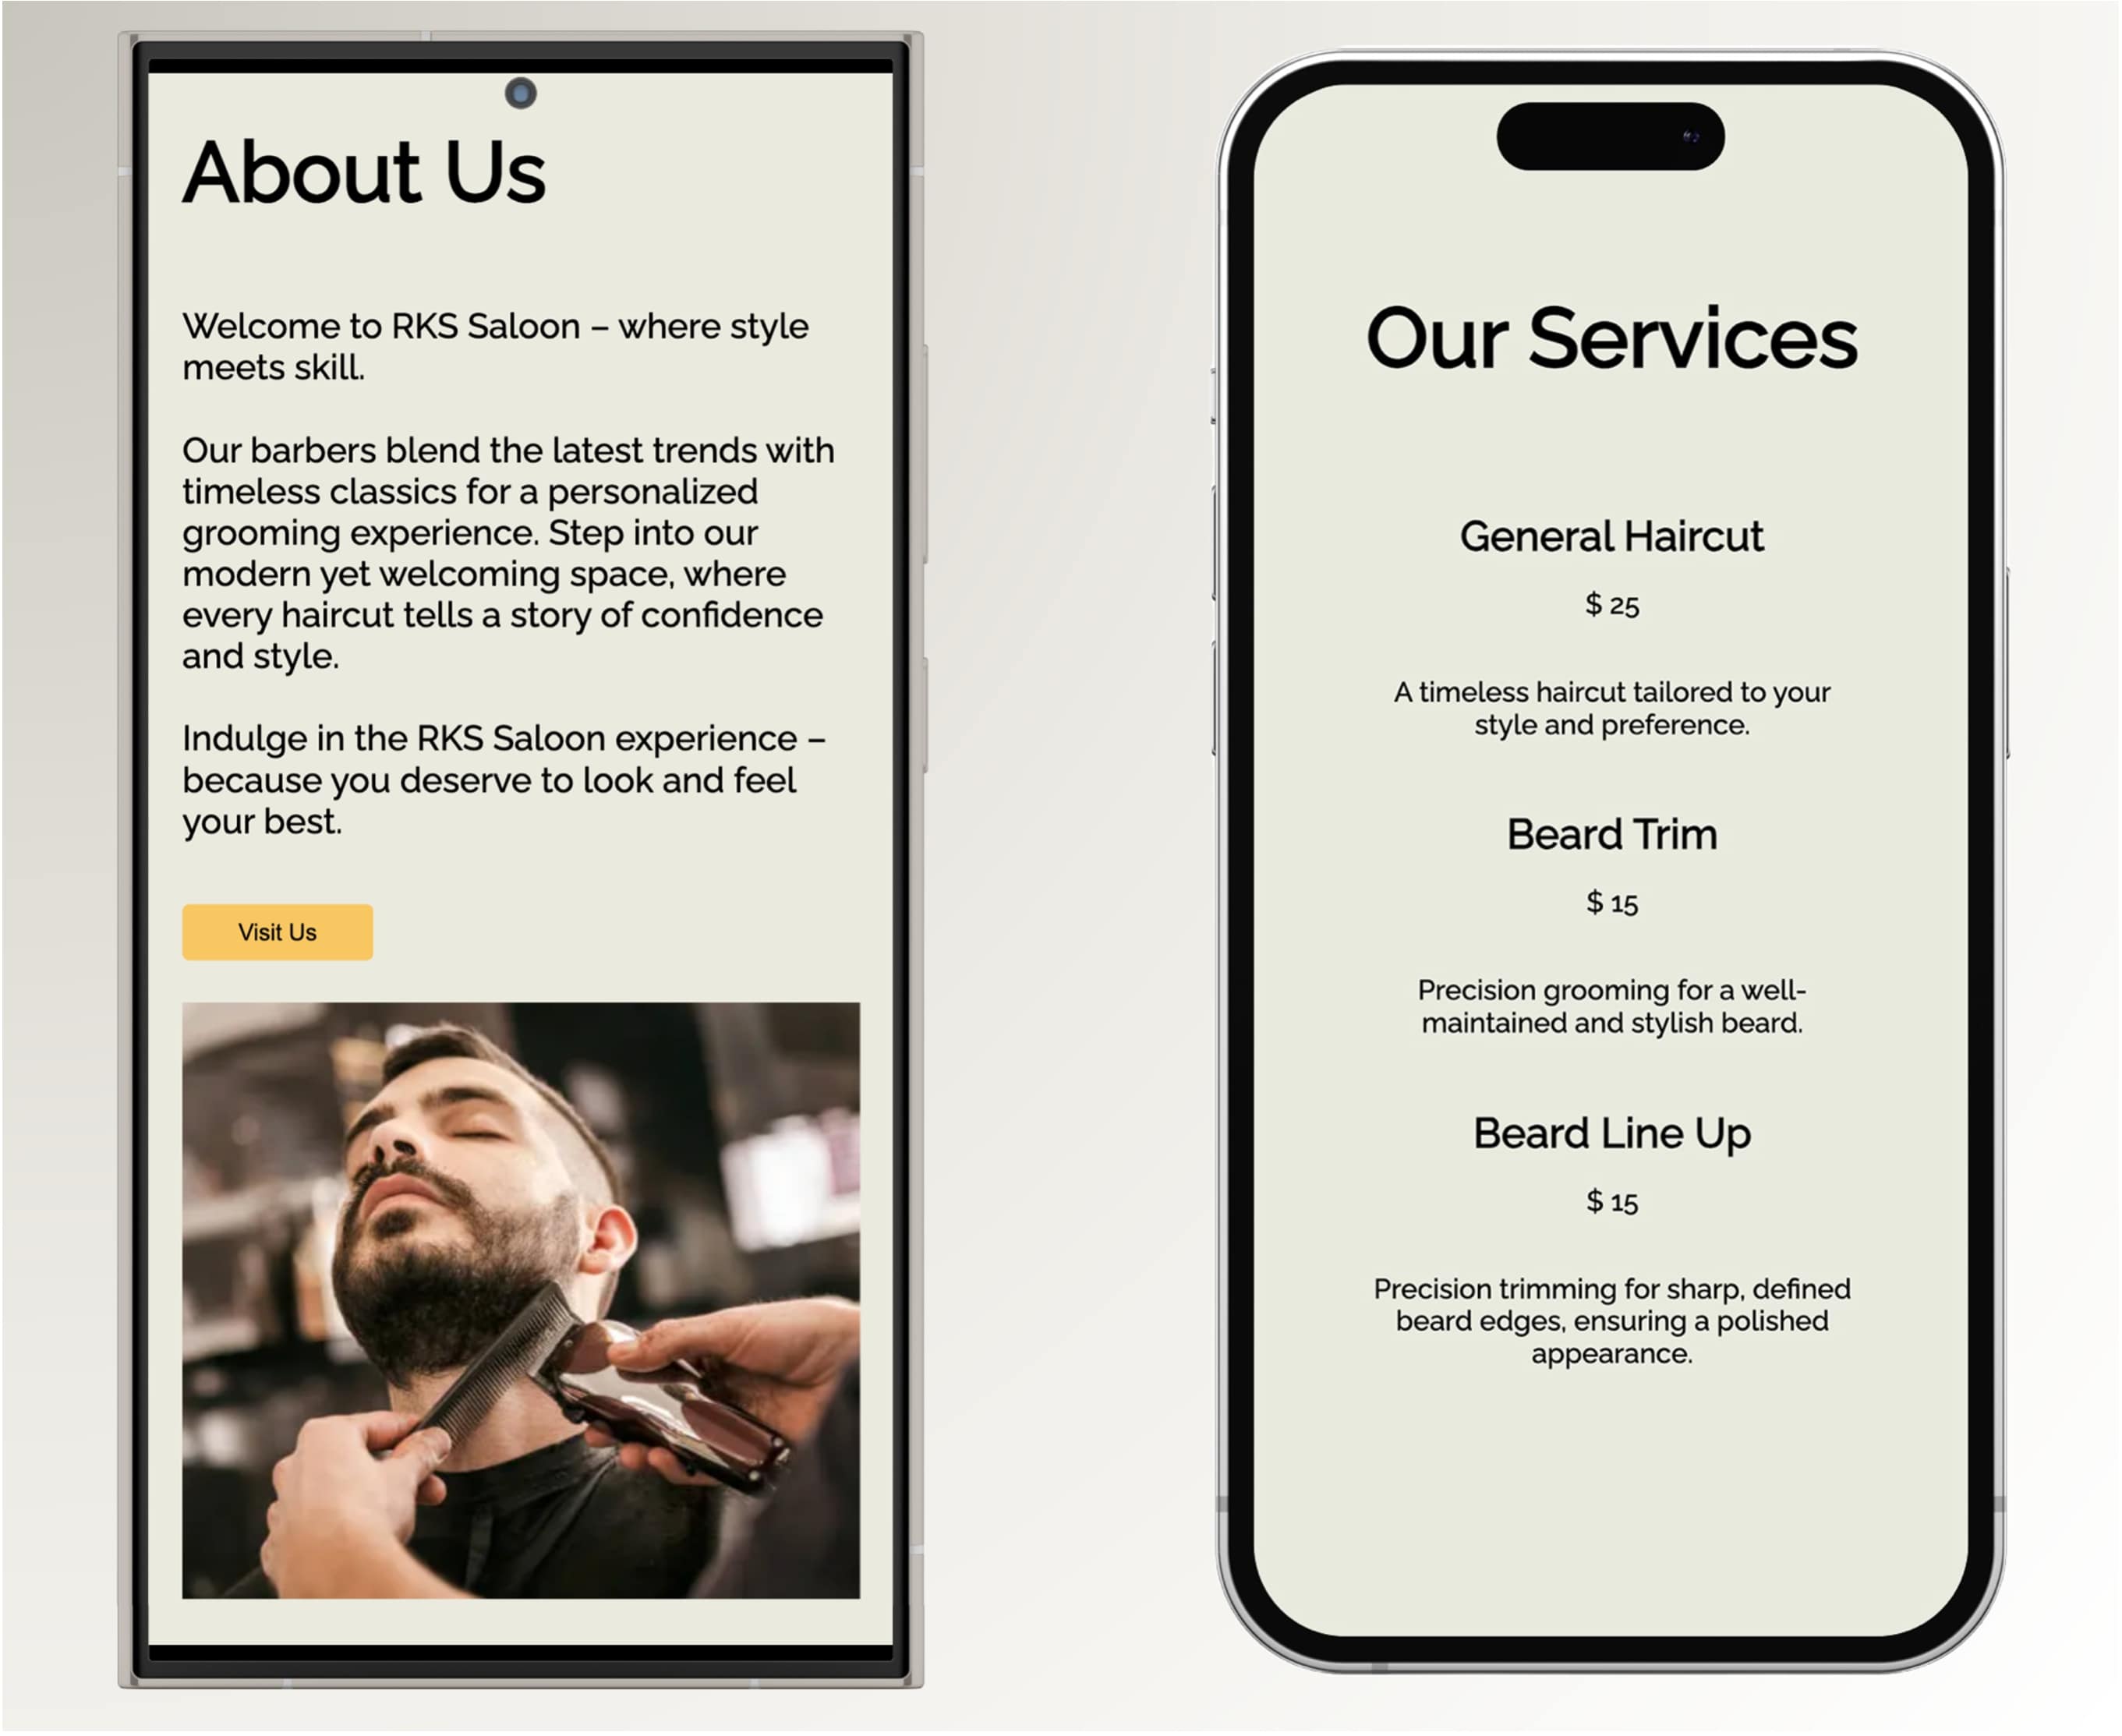 About Us
Welcome to RKS Saloon – where style
meets skill.
Our barbers blend the latest trends with
timeless classics for a personalized
grooming experience. Step into our
modern yet welcoming space, where
every haircut tells a story of confidence
and style.
Indulge in the RKS Saloon experience –
because you deserve to look and feel
your best.
Visit Us
Our Services
General Haircut
$ 25
A timeless haircut tailored to your
style and preference.
Beard Trim
$ 15
Precision grooming for a well-
maintained and stylish beard.
Beard Line Up
$ 15
Precision trimming for sharp, defined
beard edges, ensuring a polished
appearance.